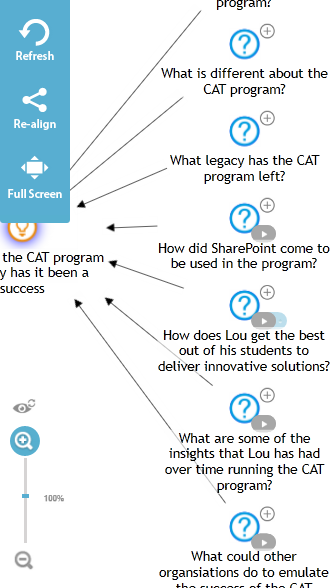 program?
Refresh
What is different about the
CAT program?
Re-align
What legacy has the CAT
program left?
Full Screen
the CAT program
y has it been a
success
How did SharePoint come to
be used in the program?
How does Lou get the best
out of his students to
deliver innovative solutions?
What are some of the
insights that Lou has had
over time running the CAT
program?
100%
What could other
organsiations do to emulate
the success of the CAT